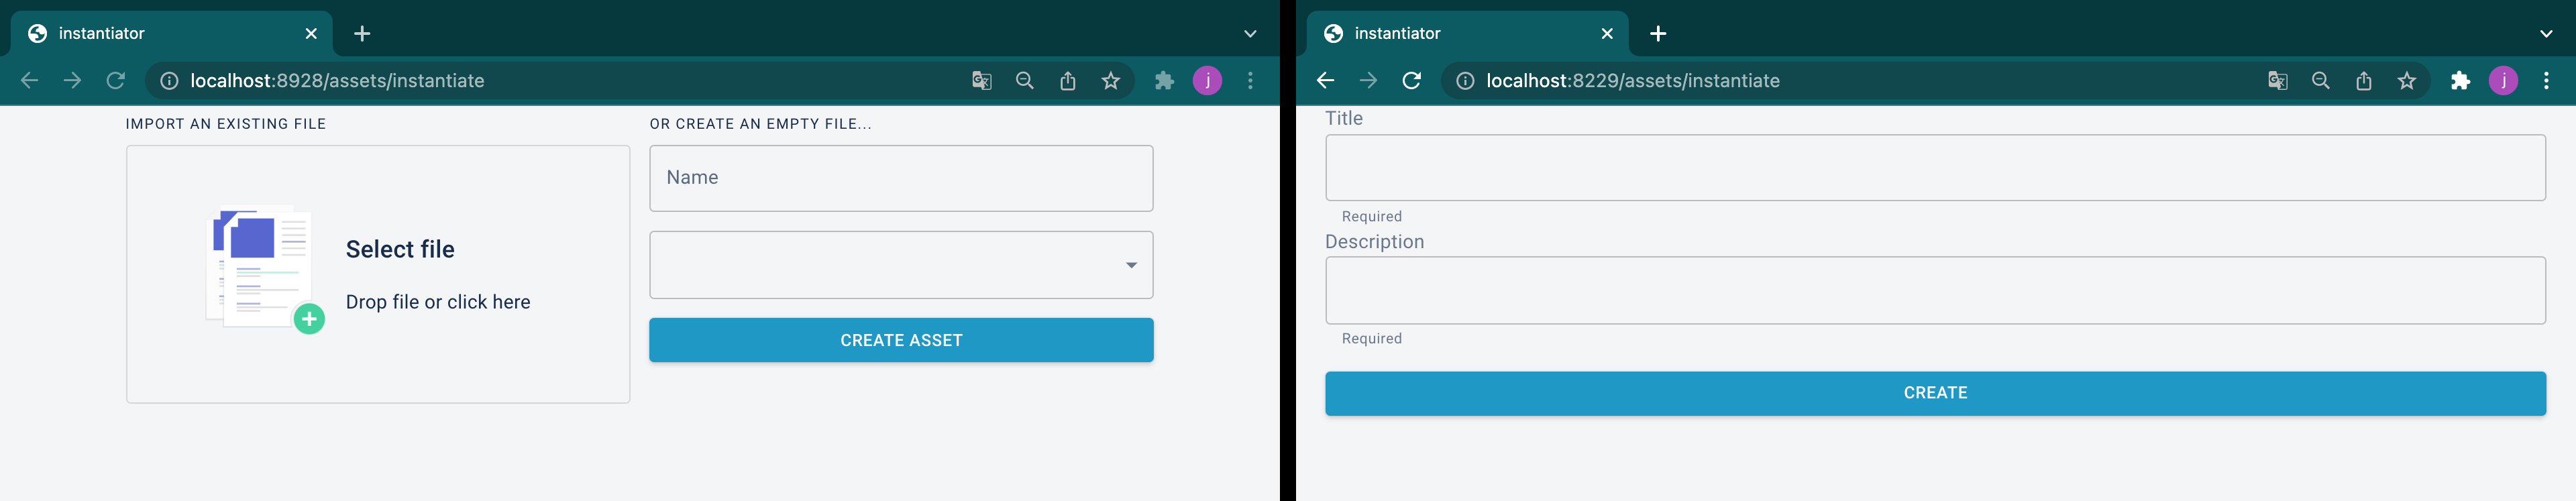 instantiator
localhost:8928/assets/instantiate
j
IMPORT AN EXISTING FILE
Select file
Drop file or click here
OR CREATE AN EMPTY FILE...
Name
CREATE ASSET
instantiator
localhost:8229/assets/instantiate
j
Title
Required
Description
Required
CREATE